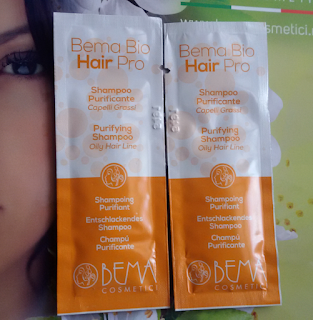 www.
smetici.
Bema Bio
Hair Pro
Shampoo
Purificante
Capelli Grassi
Purifying
Shampoo
Oily Hair Line
Shampoing
Purifiant
Entschlackendes
Shampoo
Champú
Purificante
BEMA
COSMETICI
Bema Bio
Hair Pro
Shampoo
Purificante
Capelli Grassi
Purifying
Shampoo
Oily Hair Line
Shampoing
Purifiant
Entschlackendes
Shampoo
Champú
Purificante
BEMA
COSMETICI